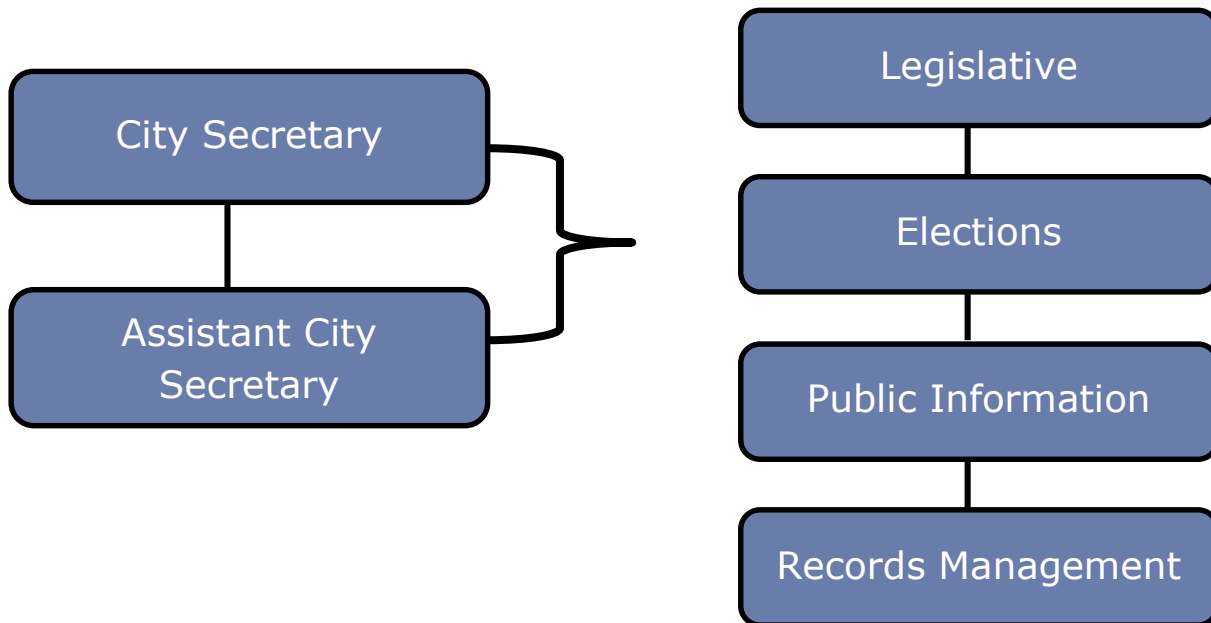 City Secretary
Assistant City
Secretary
Legislative
Elections
Public Information
Records Management